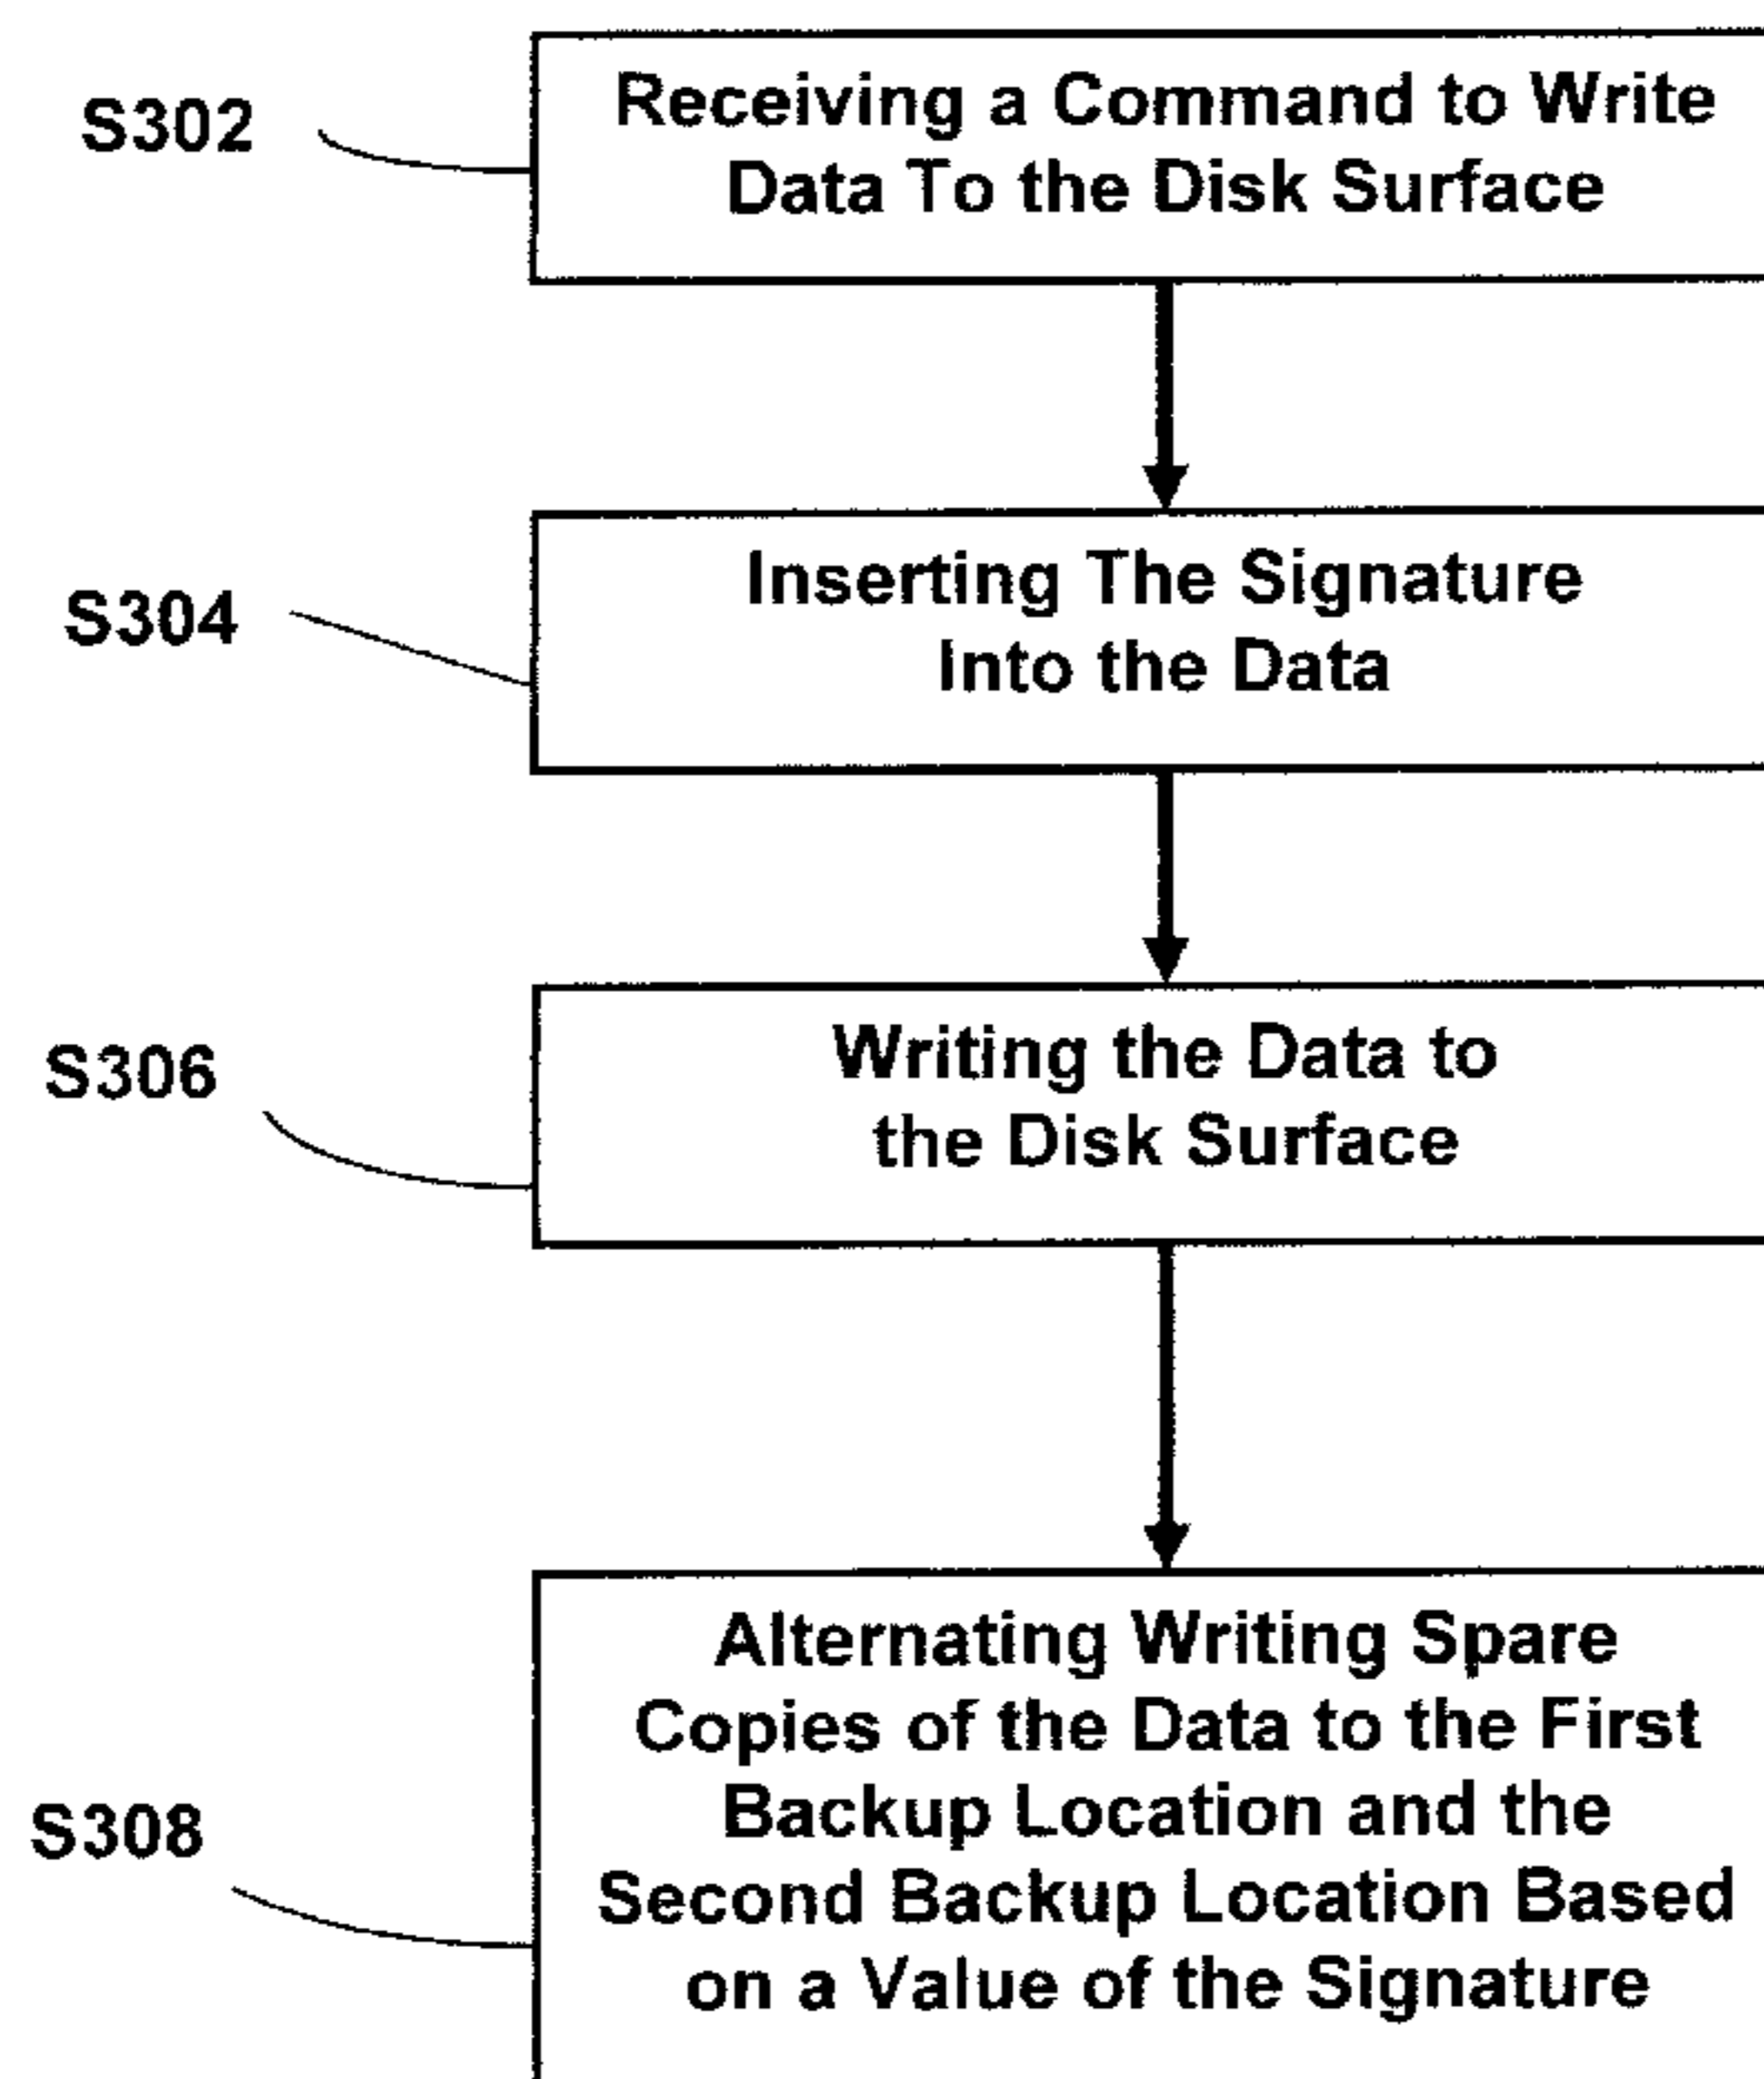 S302
Receiving a Command to Write
Data To the Disk Surface
S304
Inserting The Signature
Into the Data
S306
Writing the Data to
the Disk Surface
S308
Alternating Writing Spare
Copies of the Data to the First
Backup Location and the
Second Backup Location Based
on a Value of the Signature